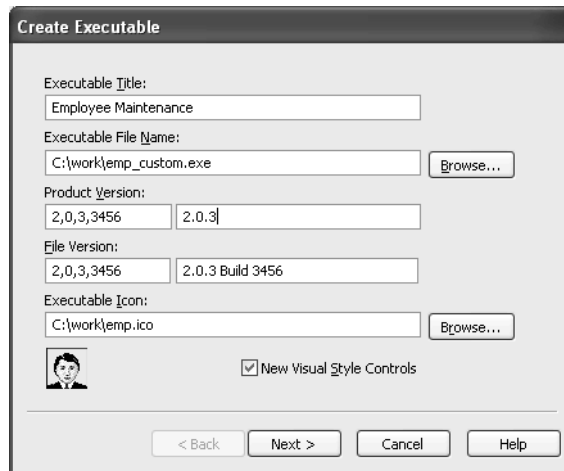 Create Executable
Executable Title:
Employee Maintenance
Executable File Name:
C:\work\emp_custom.exe Browse...
Product Version:
2,0,3,3456 2.0.3
File Version:
2,0,3,3456 2.0.3 Build 3456
Executable Icon:
C:\work\emp.ico Browse...
New Visual Style Controls
< Back Next > Cancel Help